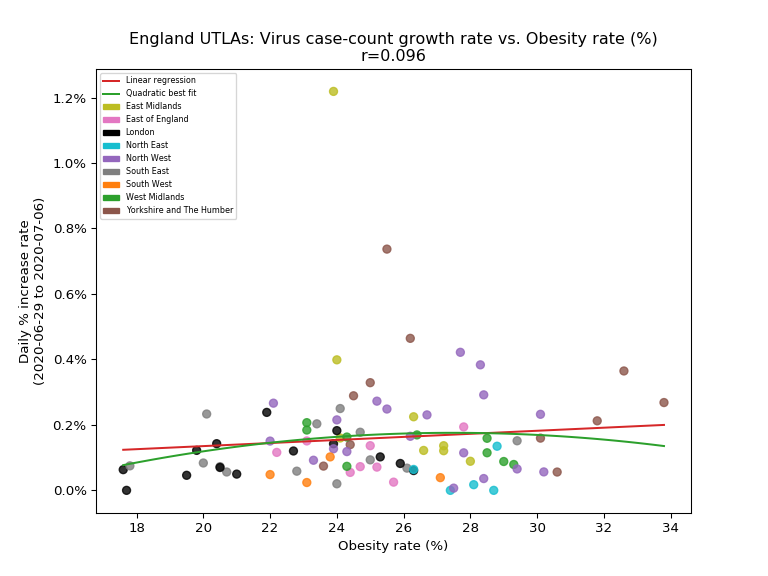 England UTLAs: Virus case-count growth rate vs. Obesity rate (%)
r=0.096
Linear regression
Quadratic best fit
East Midlands
East of England
London
North East
North West
South East
South West
West Midlands
Yorkshire and The Humber
1.2%
1.0%
0.8%
0.6%
0.4%
0.2%
0.0%
Daily % increase rate
(2020-06-29 to 2020-07-06)
18 20 22 24 26 28 30 32 34
Obesity rate (%)